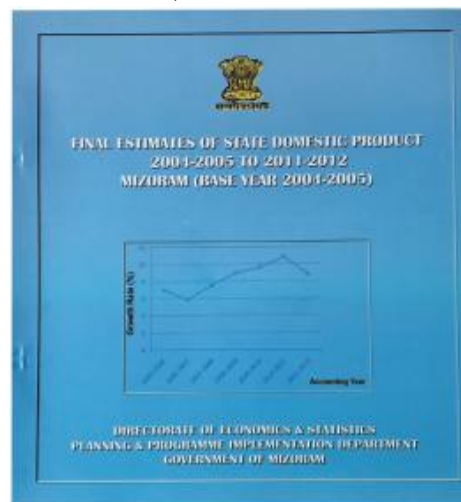 FINAL ESTIMATES OF STATE DOMESTIC PRODUCT
2004-2005 TO 2011-2012
MIZORAM (BASE YEAR 2004-2005)
Growth Rate (%)
Accounting Year
DIRECTORATE OF ECONOMICS & STATISTICS
PLANNING & PROGRAMME IMPLEMENTATION DEPARTMENT
GOVERNMENT OF MIZORAM